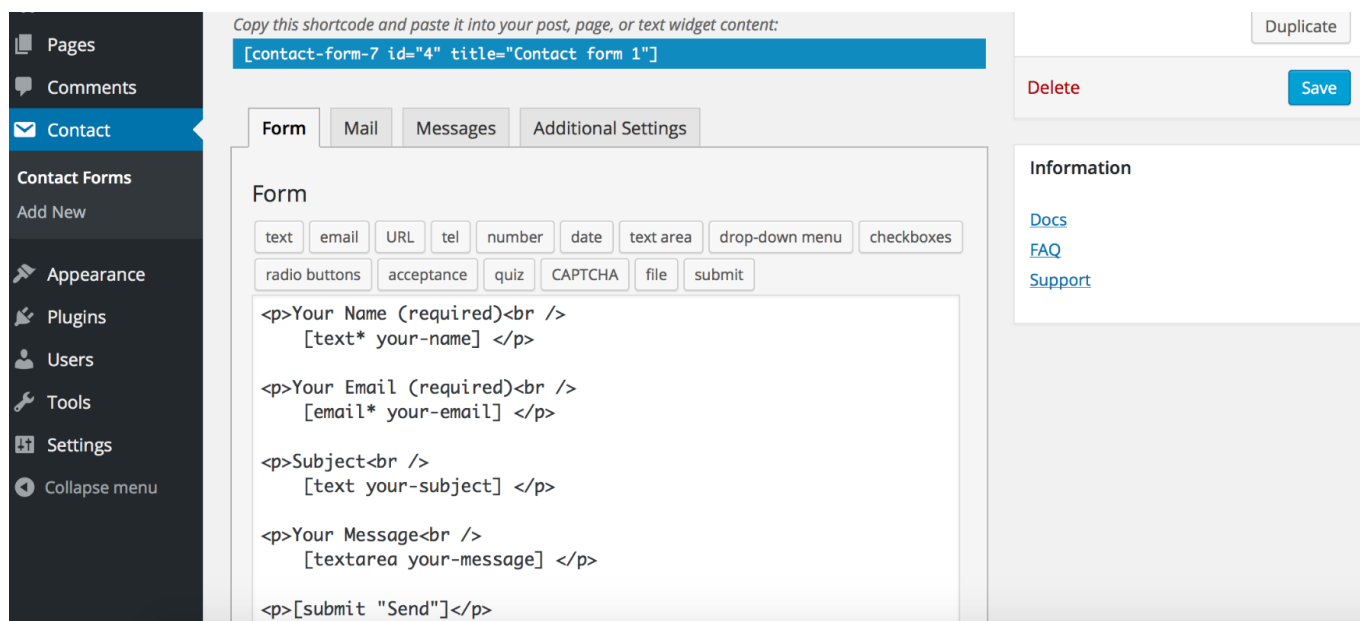 Pages
Comments
Contact
Contact Forms
Add New
Appearance
Plugins
Users
Tools
Settings
Collapse menu
Copy this shortcode and paste it into your post, page, or text widget content:
[contact-form-7 id="4" title="Contact form 1"]
Form Mail Messages Additional Settings
Form
text email URL tel number date text area drop-down menu checkboxes
radio buttons acceptance quiz CAPTCHA file submit
<p>Your Name (required)<br />
    [text* your-name] </p>
<p>Your Email (required)<br />
    [email* your-email] </p>
<p>Subject<br />
    [text your-subject] </p>
<p>Your Message<br />
    [textarea your-message] </p>
<p>[submit "Send"]</p>
Duplicate
Delete Save
Information
Docs
FAQ
Support